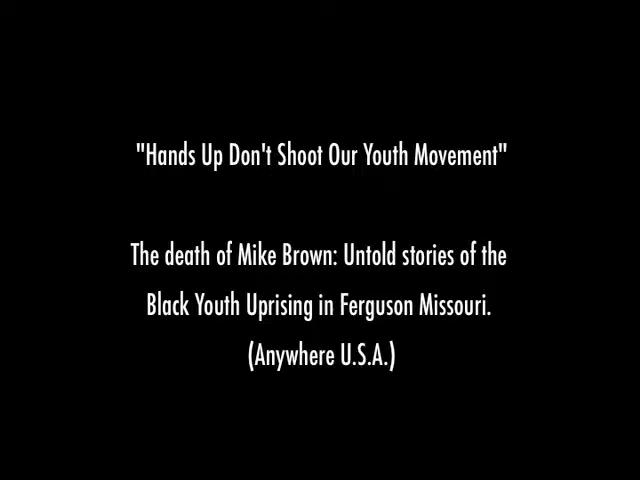 "Hands Up Don't Shoot Our Youth Movement"
The death of Mike Brown: Untold stories of the
Black Youth Uprising in Ferguson Missouri.
(Anywhere U.S.A.)